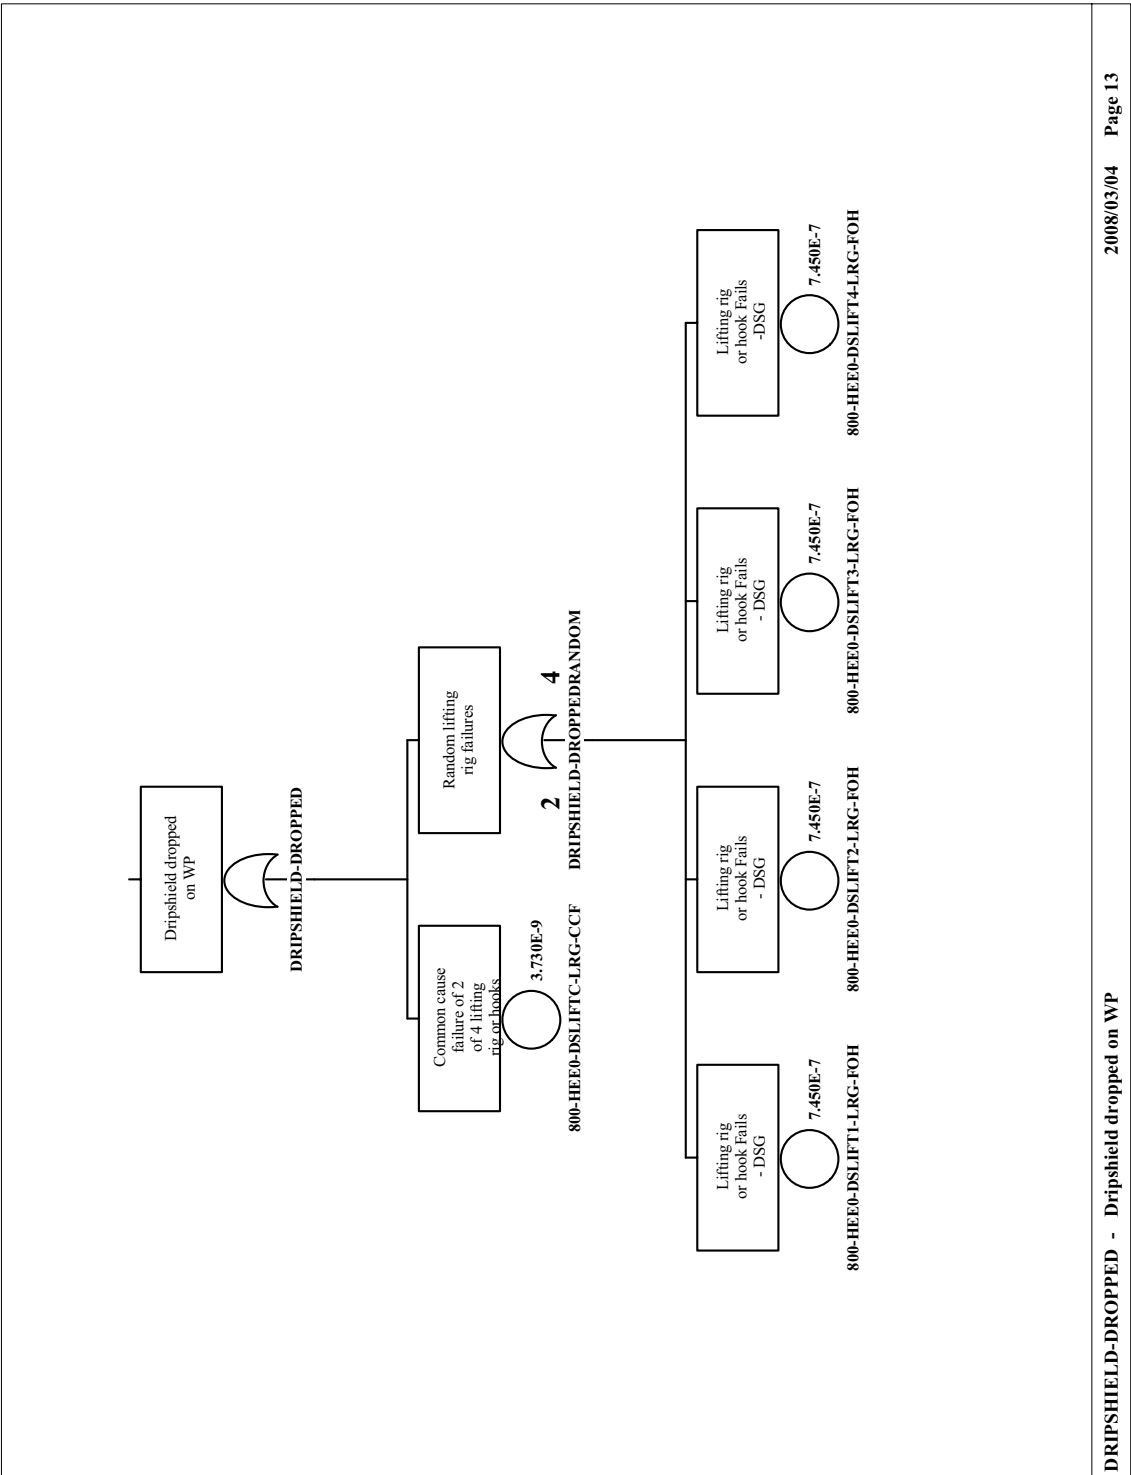 Dripshield dropped
on WP
DRIPSHIELD-DROPPED
Common cause
failure of 2
of 4 lifting
rig or hooks
3.730E-9
800-HEE0-DSLIFTC-LRG-CCF
Random lifting
rig failures
2
4
DRIPSHIELD-DROPPEDRANDOM
Lifting rig
or hook Fails
- DSG
7.450E-7
800-HEE0-DSLIFT1-LRG-FOH
Lifting rig
or hook Fails
- DSG
7.450E-7
800-HEE0-DSLIFT2-LRG-FOH
Lifting rig
or hook Fails
- DSG
7.450E-7
800-HEE0-DSLIFT3-LRG-FOH
Lifting rig
or hook Fails
-DSG
7.450E-7
800-HEE0-DSLIFT4-LRG-FOH
DRIPSHIELD-DROPPED - Dripshield dropped on WP 2008/03/04 Page 13